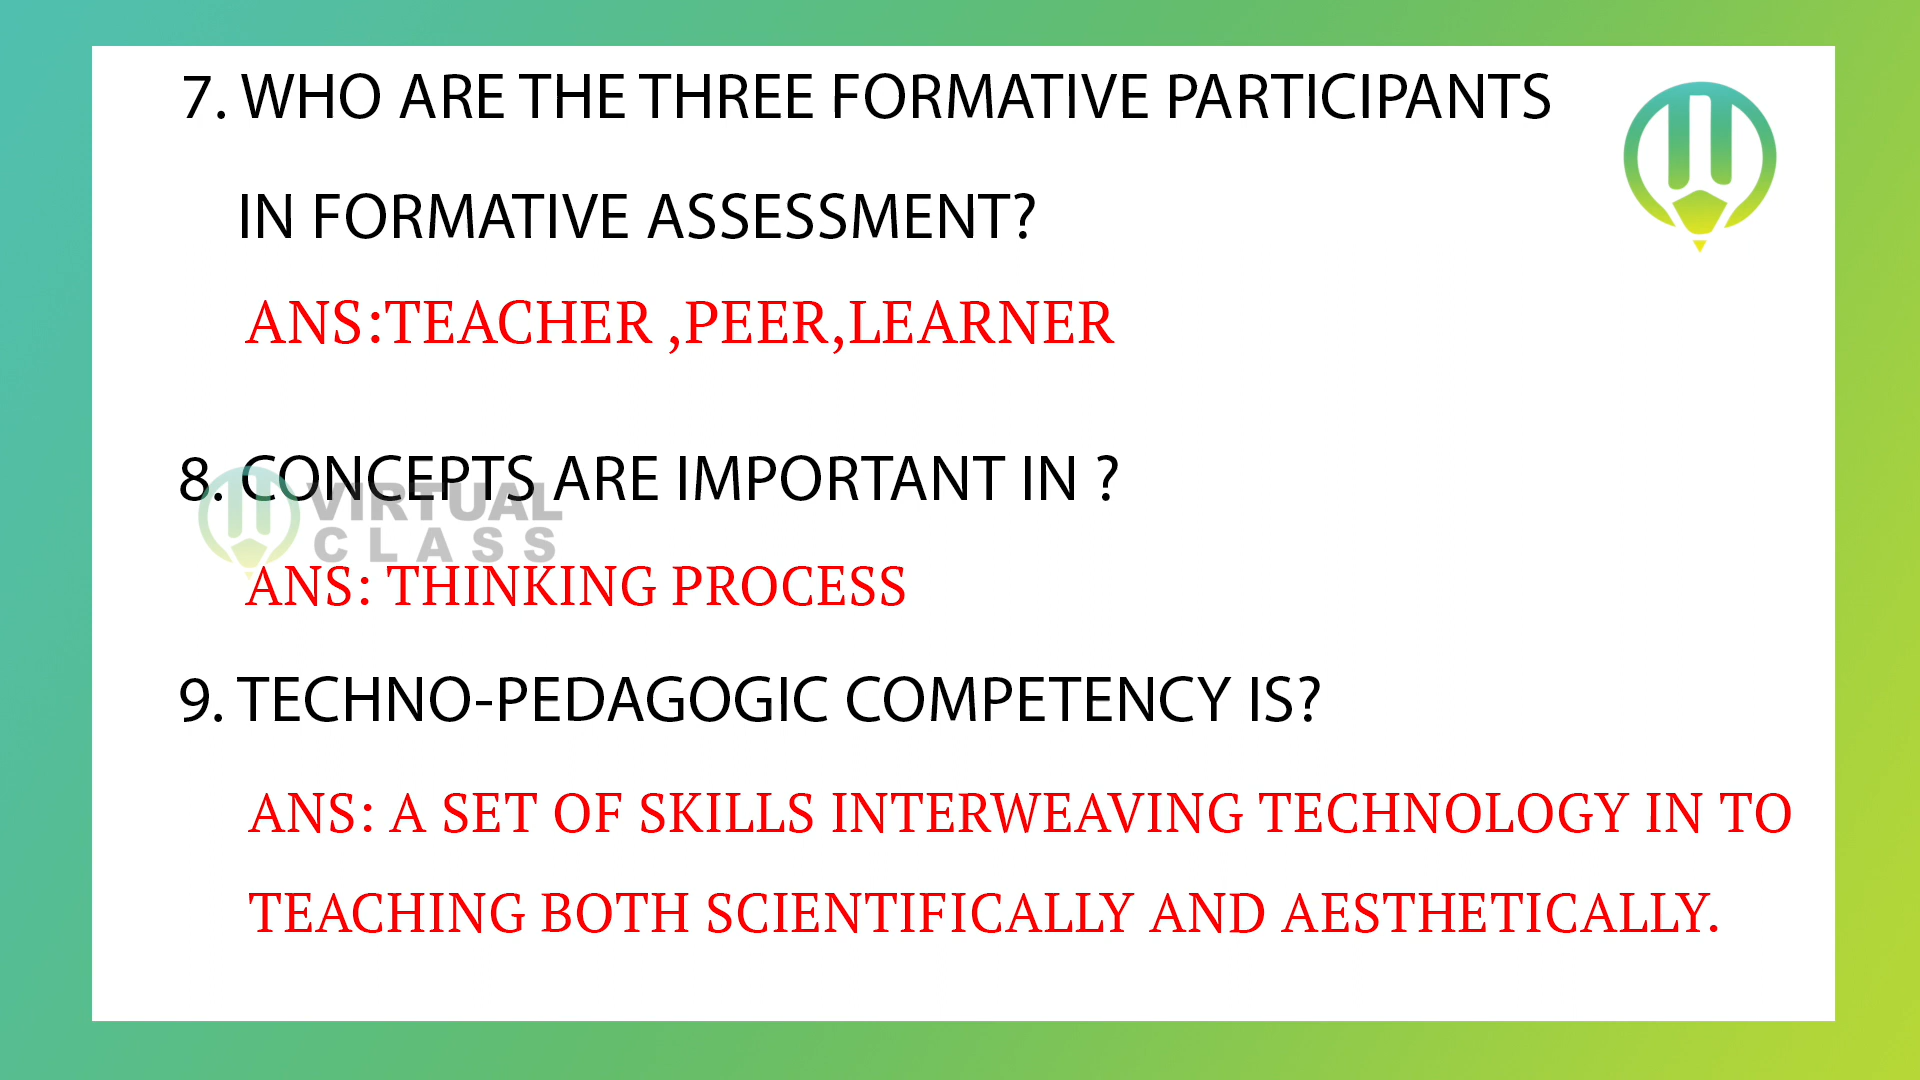 7. WHO ARE THE THREE FORMATIVE PARTICIPANTS
IN FORMATIVE ASSESSMENT?
ANS:TEACHER ,PEER,LEARNER
8. CONCEPTS ARE IMPORTANT IN ?
VIRTUAL
CLASS
ANS: THINKING PROCESS
9. TECHNO-PEDAGOGIC COMPETENCY IS?
ANS: A SET OF SKILLS INTERWEAVING TECHNOLOGY IN TO
TEACHING BOTH SCIENTIFICALLY AND AESTHETICALLY.